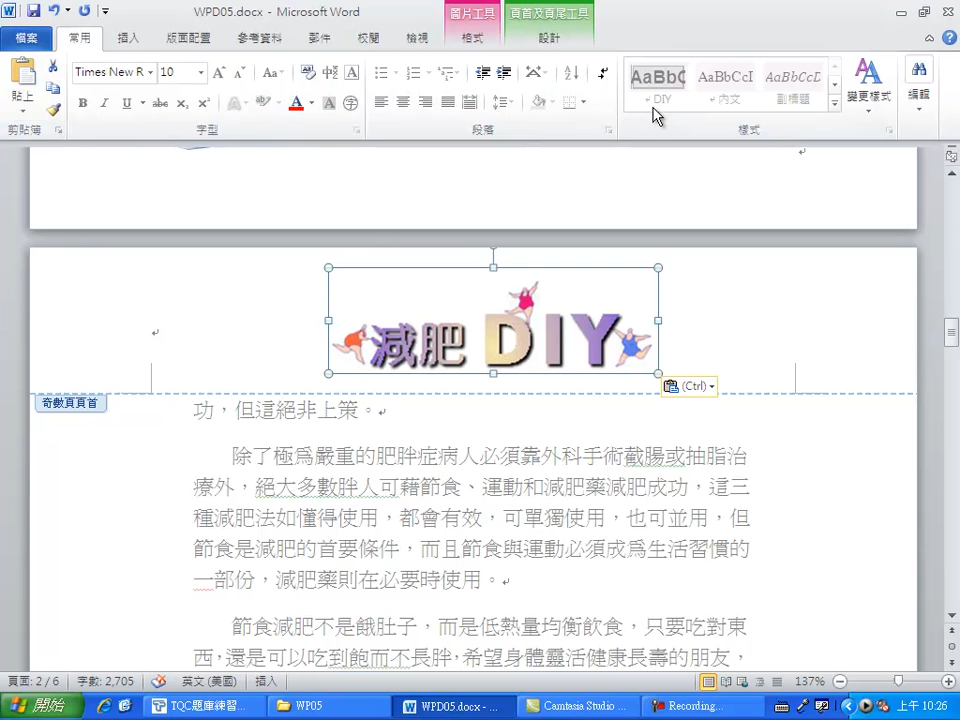 WPD05.docx - Microsoft Word
圖片工具
頁首及頁尾工具
檔案
常用
插入
版面配置
參考資料
郵件
校閱
檢視
格式
設計
貼上
剪貼簿
Times New R
10
字型
段落
AaBbC
AaBbCcI
AaBbCcD
DIY
內文
副標題
樣式
變更樣式
編輯
減肥 DIY
(Ctrl)
奇數頁頁首
功，但這絕非上策。
除了極為嚴重的肥胖症病人必須靠外科手術截腸或抽脂治
療外，絕大多數胖人可藉節食、運動和減肥藥減肥成功，這三
種減肥法如懂得使用，都會有效，可單獨使用，也可並用，但
節食是減肥的首要條件，而且節食與運動必須成為生活習慣的
一部份，減肥藥則在必要時使用。
節食減肥不是餓肚子，而是低熱量均衡飲食，只要吃對東
西，還是可以吃到飽而不長胖，希望身體靈活健康長壽的朋友，
頁面: 2 / 6
字數: 2,705
英文 (美國)
插入
137%
開始
TQC題庫練習...
WP05
WPD05.docx - ...
Camtasia Studio ...
Recording...
上午 10:26